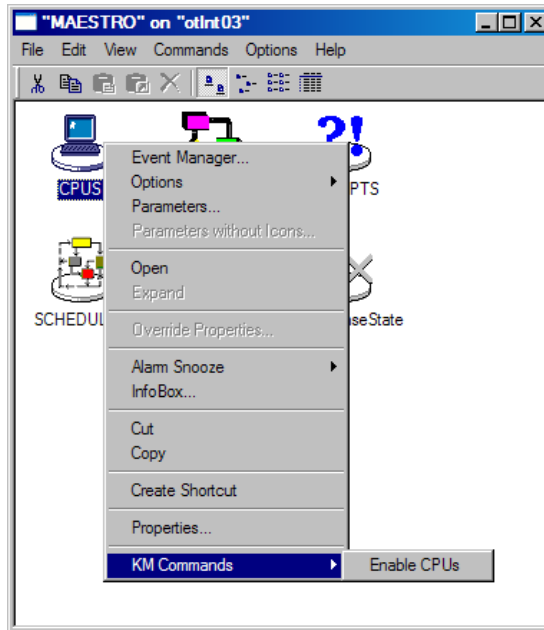 "MAESTRO" on "otInt03"
File Edit View Commands Options Help
CPUS
PTS
Event Manager...
Options
Parameters...
Parameters without Icons...
Open
Expand
SCHEDUL
seState
Override Properties...
Alarm Snooze
InfoBox...
Cut
Copy
Create Shortcut
Properties...
KM Commands
Enable CPUs